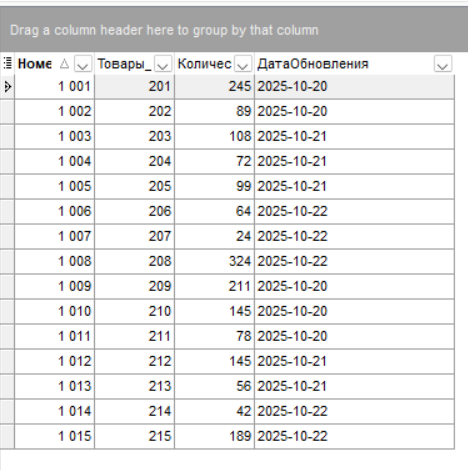 Drag a column header here to group by that column
Номе Товары_ Количес ДатаОбновления
1 001 201 245 2025-10-20
1 002 202 89 2025-10-20
1 003 203 108 2025-10-21
1 004 204 72 2025-10-21
1 005 205 99 2025-10-21
1 006 206 64 2025-10-22
1 007 207 24 2025-10-22
1 008 208 324 2025-10-22
1 009 209 211 2025-10-20
1 010 210 145 2025-10-20
1 011 211 78 2025-10-20
1 012 212 145 2025-10-21
1 013 213 56 2025-10-21
1 014 214 42 2025-10-22
1 015 215 189 2025-10-22